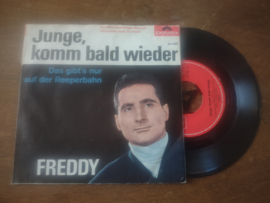 Junge,
komm bald wieder
Das gibt's nur
auf der Reeperbahn
FREDDY